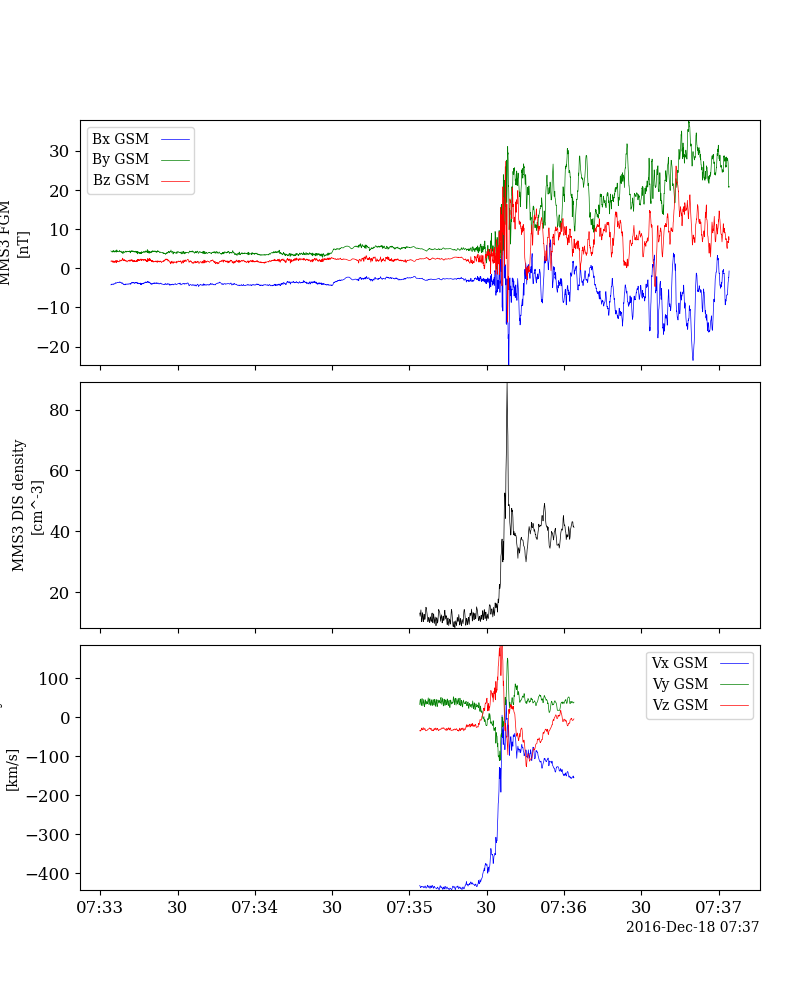 Bx GSM
By GSM
Bz GSM
30
20
10
0
−10
−20
MMS3 FGM
[nT]
80
60
40
20
MMS3 DIS density
[cm^-3]
Vx GSM
Vy GSM
Vz GSM
100
0
−100
−200
−300
−400
[km/s]
07:33 30 07:34 30 07:35 30 07:36 30 07:37
2016-Dec-18 07:37